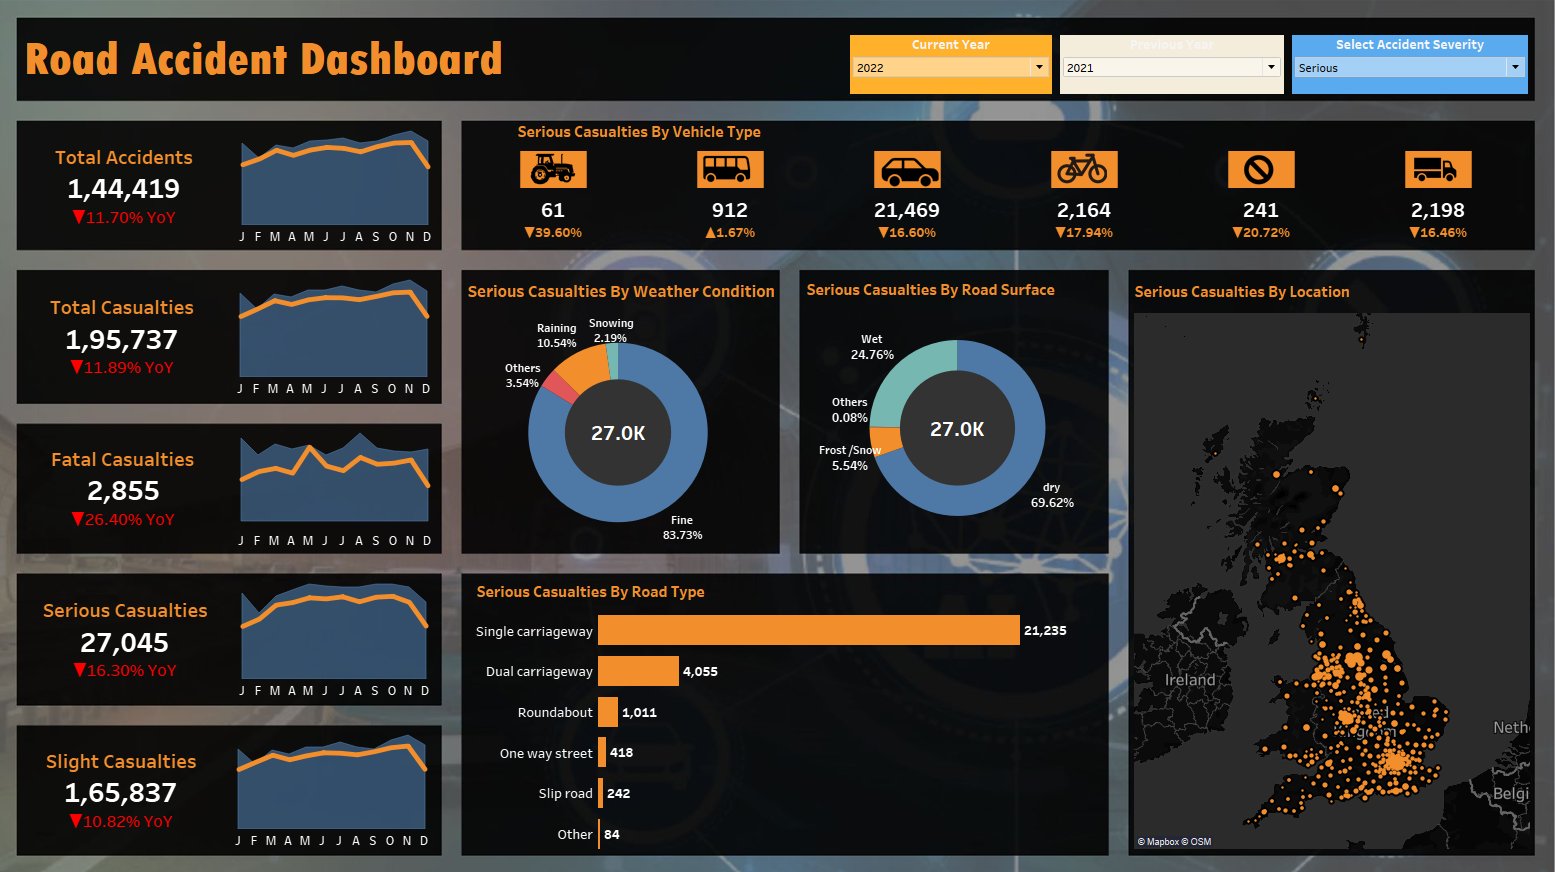 Road Accident Dashboard
Current Year
2022
Previous Year
2021
Select Accident Severity
Serious
Total Accidents
1,44,419
▼11.70% YoY
J F M A M J J A S O N D
Total Casualties
1,95,737
▼11.89% YoY
J F M A M J J A S O N D
Fatal Casualties
2,855
▼26.40% YoY
J F M A M J J A S O N D
Serious Casualties
27,045
▼16.30% YoY
J F M A M J J A S O N D
Slight Casualties
1,65,837
▼10.82% YoY
J F M A M J J A S O N D
Serious Casualties By Vehicle Type
61
▼39.60%
912
▲1.67%
21,469
▼16.60%
2,164
▼17.94%
241
▼20.72%
2,198
▼16.46%
Serious Casualties By Weather Condition
Snowing
2.19%
Raining
10.54%
Others
3.54%
27.0K
Fine
83.73%
Serious Casualties By Road Surface
Wet
24.76%
Others
0.08%
Frost /Snow
5.54%
27.0K
dry
69.62%
Serious Casualties By Road Type
Single carriageway 21,235
Dual carriageway 4,055
Roundabout 1,011
One way street 418
Slip road 242
Other 84
Serious Casualties By Location
Ireland
United
Kingdom
Neth
Belgi
© Mapbox © OSM